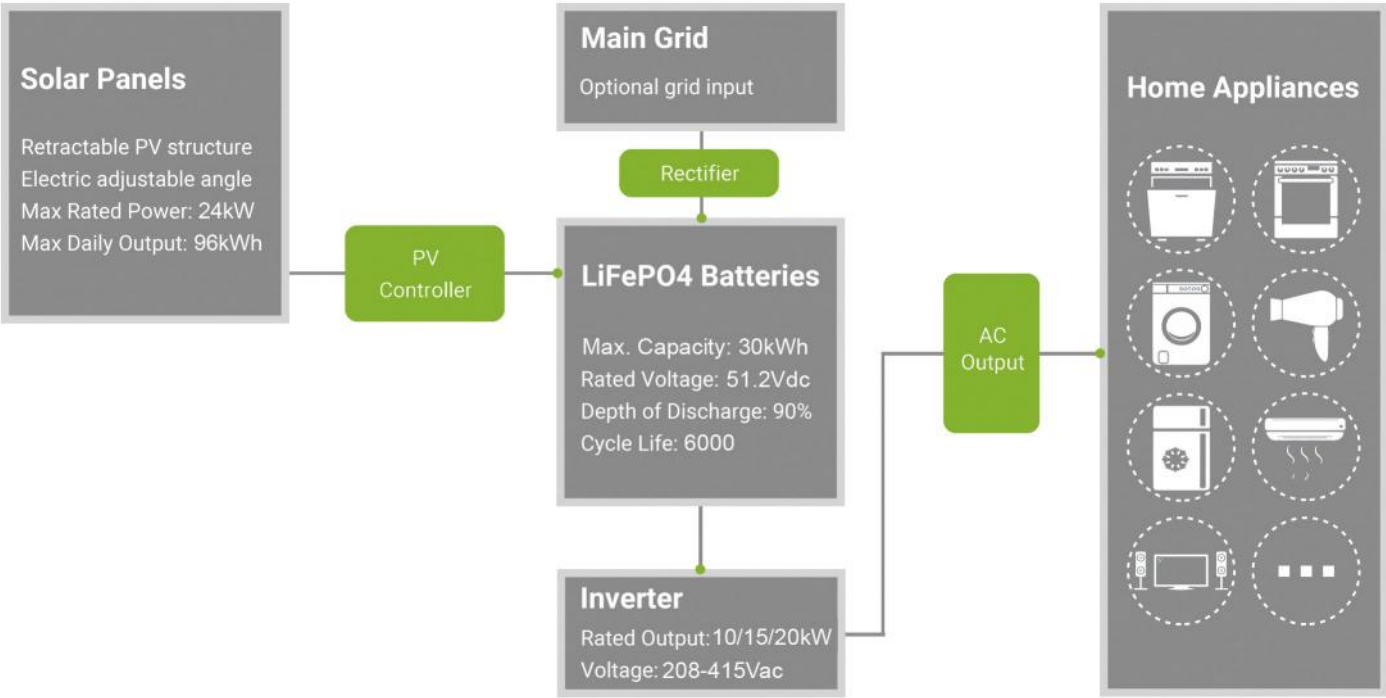 Solar Panels
Retractable PV structure
Electric adjustable angle
Max Rated Power: 24kW
Max Daily Output: 96kWh
PV
Controller
Main Grid
Optional grid input
Rectifier
LiFePO4 Batteries
Max. Capacity: 30kWh
Rated Voltage: 51.2Vdc
Depth of Discharge: 90%
Cycle Life: 6000
Inverter
Rated Output: 10/15/20kW
Voltage: 208-415Vac
AC
Output
Home Appliances